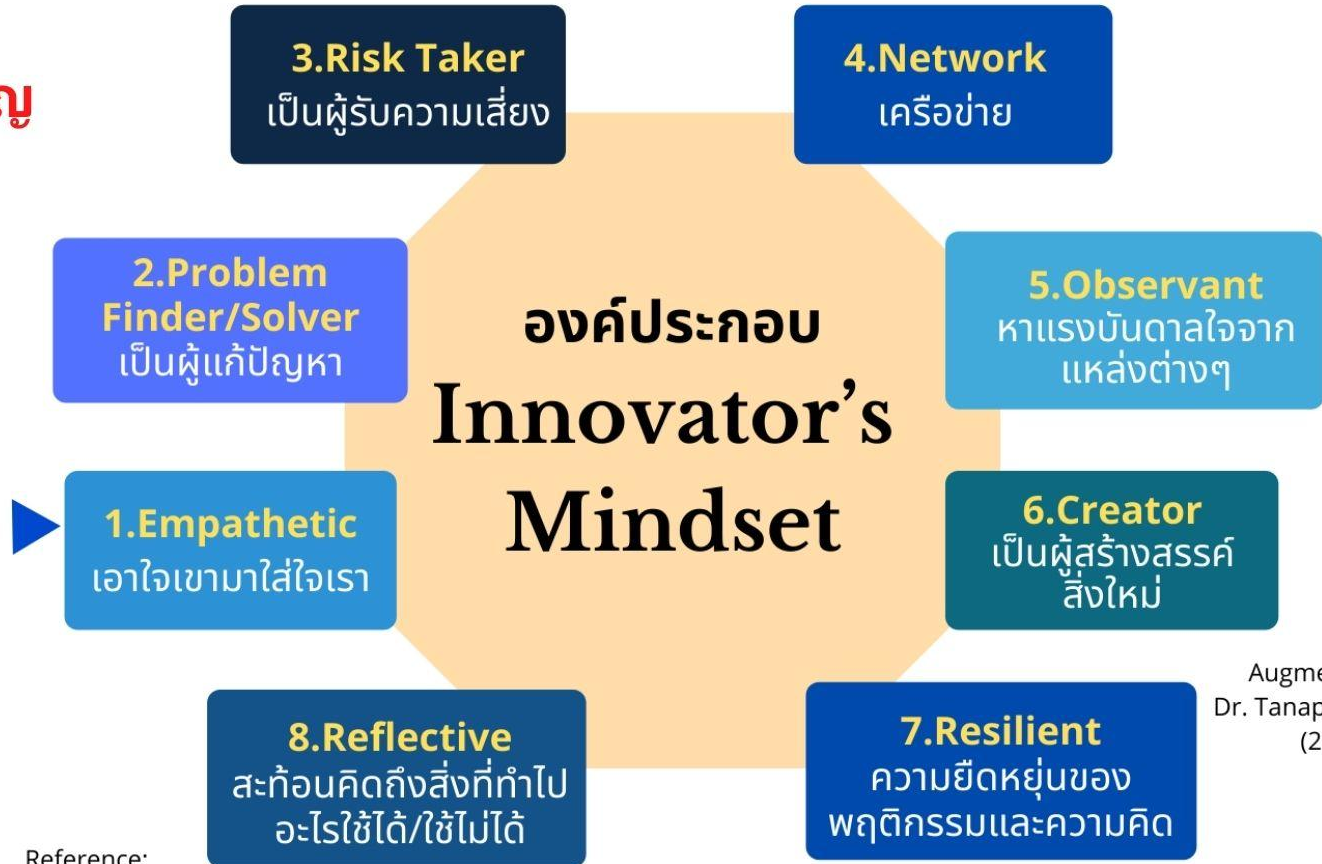 3.Risk Taker
เป็นผู้รับความเสี่ยง
4.Network
เครือข่าย
2.Problem
Finder/Solver
เป็นผู้แก้ปัญหา
5.Observant
หาแรงบันดาลใจจาก
แหล่งต่างๆ
องค์ประกอบ
Innovator’s
Mindset
1.Empathetic
เอาใจเขามาใส่ใจเรา
6.Creator
เป็นผู้สร้างสรรค์
สิ่งใหม่
8.Reflective
สะท้อนคิดถึงสิ่งที่ทำไป
อะไรใช้ได้/ใช้ไม่ได้
7.Resilient
ความยืดหยุ่นของ
พฤติกรรมและความคิด
Dr.
Reference: